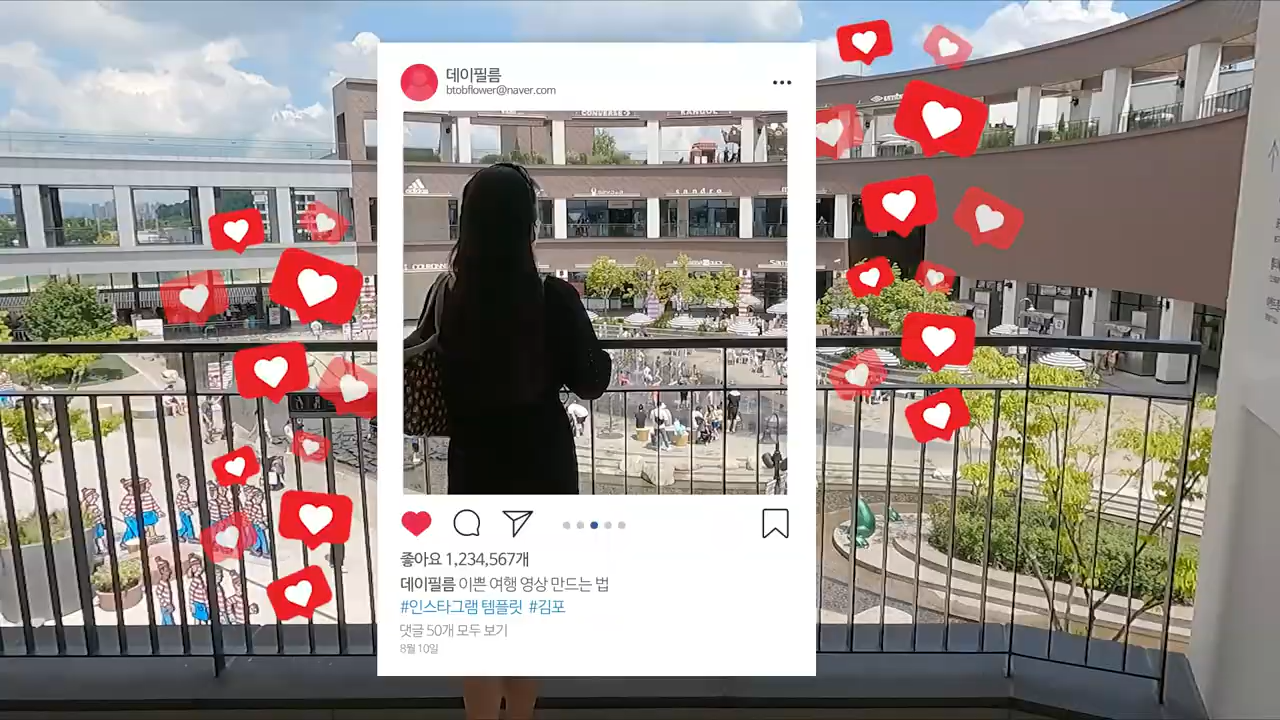 데이필름
btobflower@naver.com
CONVERSE
KANGOL
sandro
좋아요 1,234,567개
데이필름 이쁜 여행 영상 만드는 법
#인스타그램 템플릿 #김포
댓글 50개 모두 보기
8월 10일